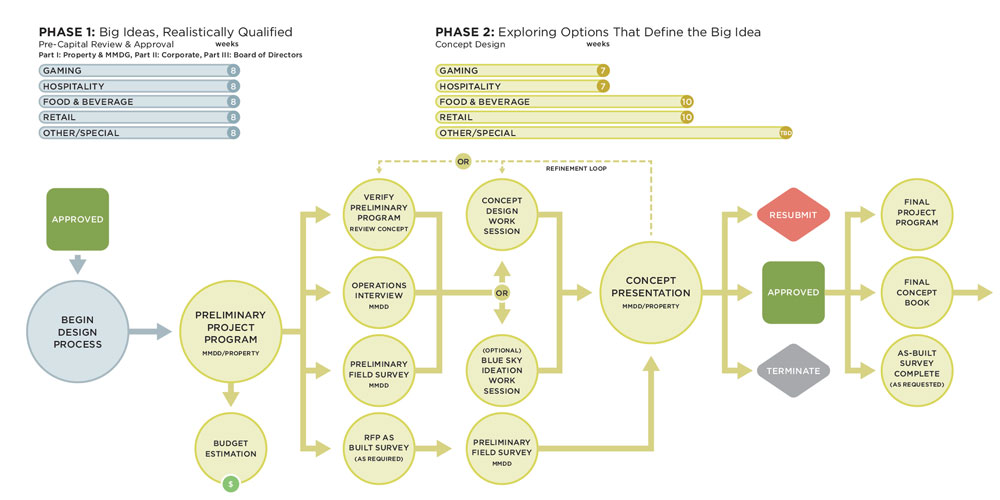 PHASE 1: Big Ideas, Realistically Qualified
Pre-Capital Review & Approval weeks
Part I: Property & MMDG, Part II: Corporate, Part III: Board of Directors
GAMING 8
HOSPITALITY 8
FOOD & BEVERAGE 8
RETAIL 8
OTHER/SPECIAL 8
PHASE 2: Exploring Options That Define the Big Idea
Concept Design weeks
GAMING 7
HOSPITALITY 7
FOOD & BEVERAGE 10
RETAIL 10
OTHER/SPECIAL TBD
OR
REFINEMENT LOOP
APPROVED
BEGIN
DESIGN
PROCESS
PRELIMINARY
PROJECT
PROGRAM
MMDD/PROPERTY
BUDGET
ESTIMATION
$
VERIFY
PRELIMINARY
PROGRAM
REVIEW CONCEPT
OPERATIONS
INTERVIEW
MMDD
PRELIMINARY
FIELD SURVEY
MMDD
RFP AS
BUILT SURVEY
(AS REQUIRED)
CONCEPT
DESIGN
WORK
SESSION
OR
(OPTIONAL)
BLUE SKY
IDEATION
WORK
SESSION
PRELIMINARY
FIELD SURVEY
MMDD
CONCEPT
PRESENTATION
MMDD/PROPERTY
RESUBMIT
APPROVED
TERMINATE
FINAL
PROJECT
PROGRAM
FINAL
CONCEPT
BOOK
AS-BUILT
SURVEY
COMPLETE
(AS REQUESTED)